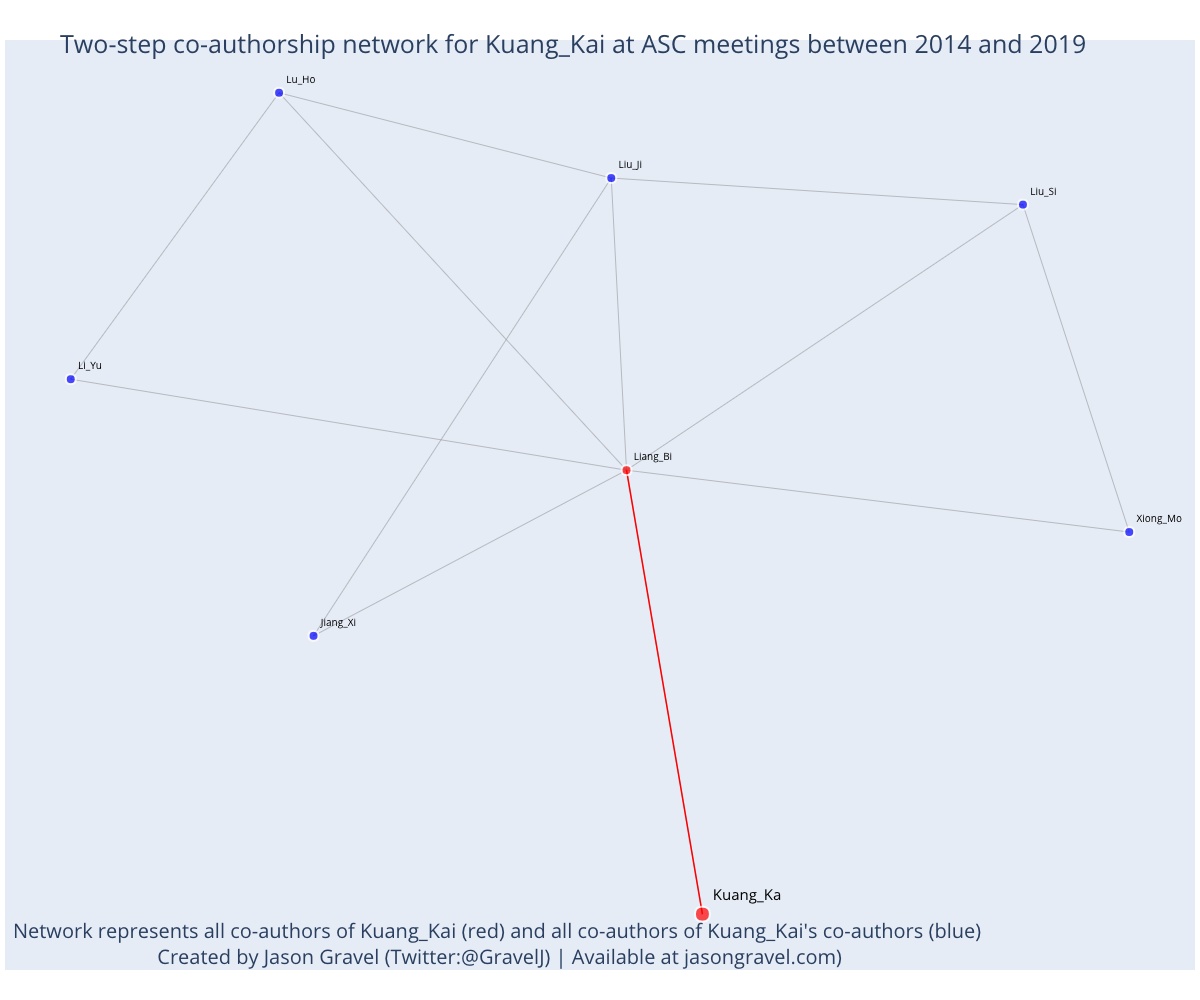 Two-step co-authorship network for Kuang_Kai at ASC meetings between 2014 and 2019
Lu_Ho
Liu_Ji
Liu_Si
Li_Yu
Liang_Bi
Xiong_Mo
Jiang_Xi
Kuang_Ka
Network represents all co-authors of Kuang_Kai (red) and all co-authors of Kuang_Kai's co-authors (blue)
Created by Jason Gravel (Twitter:@GravelJ) | Available at jasongravel.com)